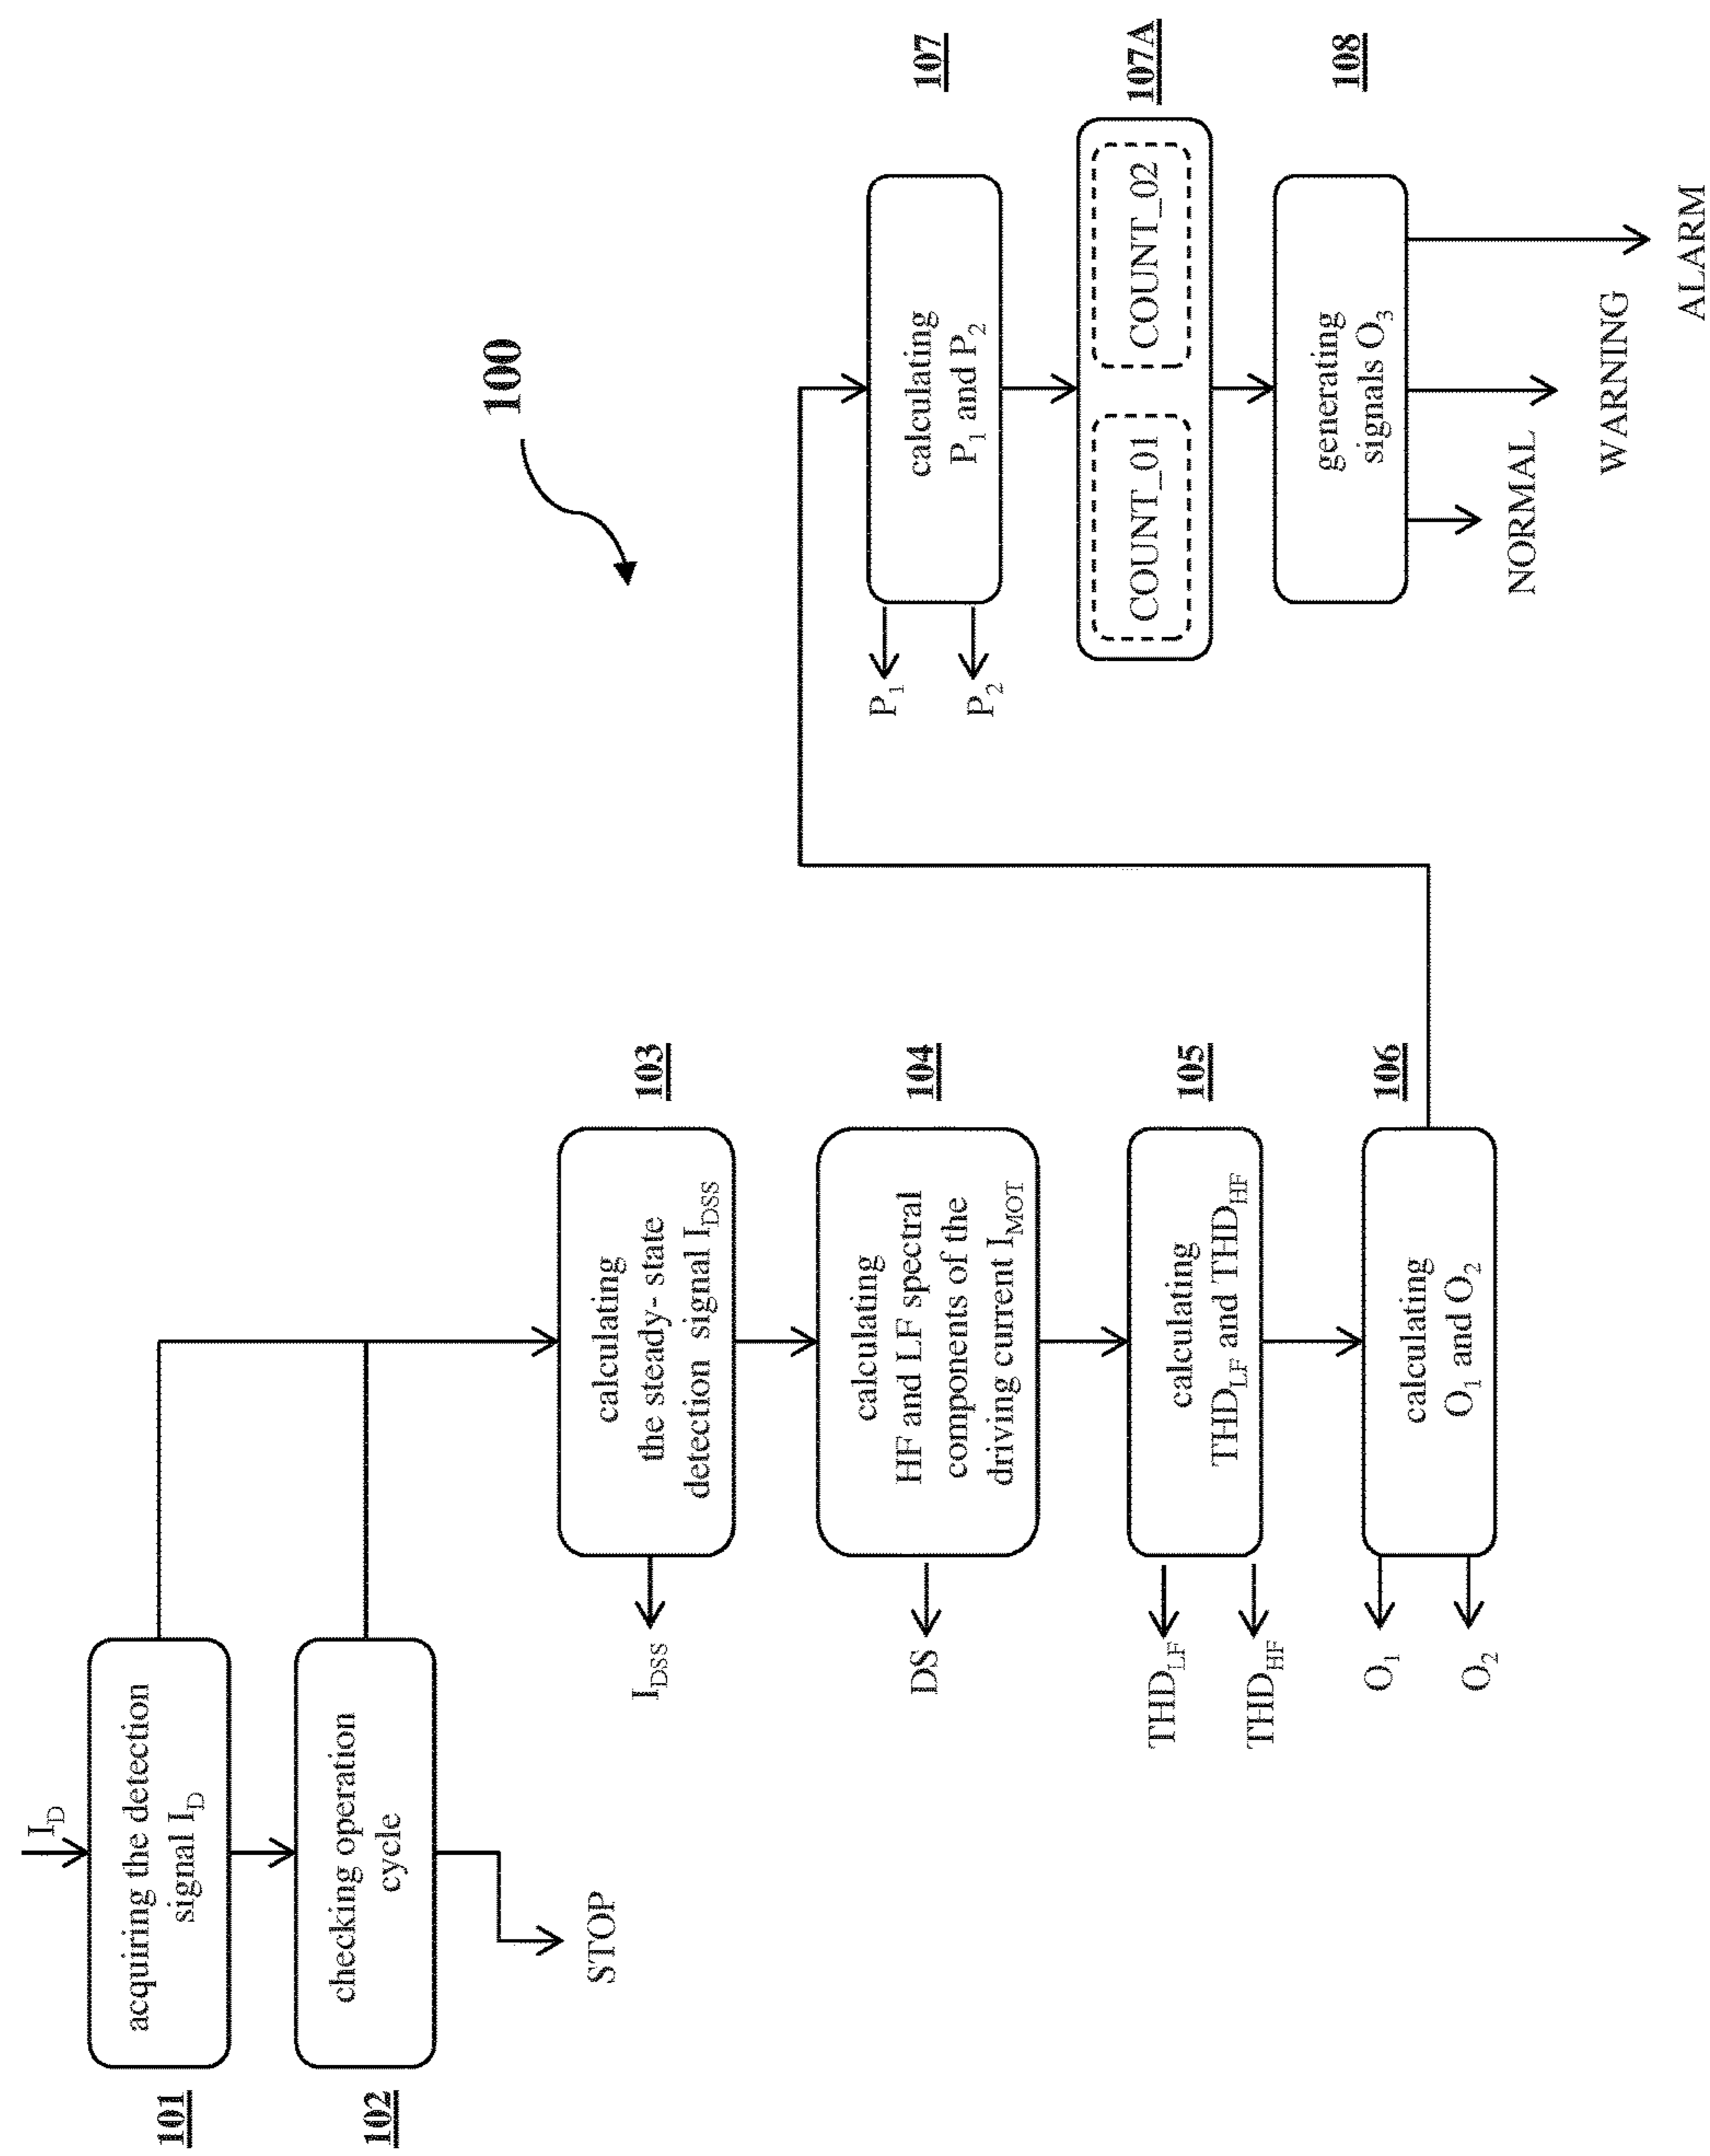 100
I_D
101
acquiring the detection
signal I_D
102
checking operation
cycle
STOP
103
calculating
the steady- state
detection signal I_DSS
I_DSS
104
calculating
HF and LF spectral
components of the
driving current I_MOT
DS
105
calculating
THD_LF and THD_HF
THD_LF
THD_HF
106
calculating
O_1 and O_2
O_1
O_2
107
calculating
P_1 and P_2
P_1
P_2
107A
COUNT_01
COUNT_02
108
generating
signals O_3
NORMAL
WARNING
ALARM